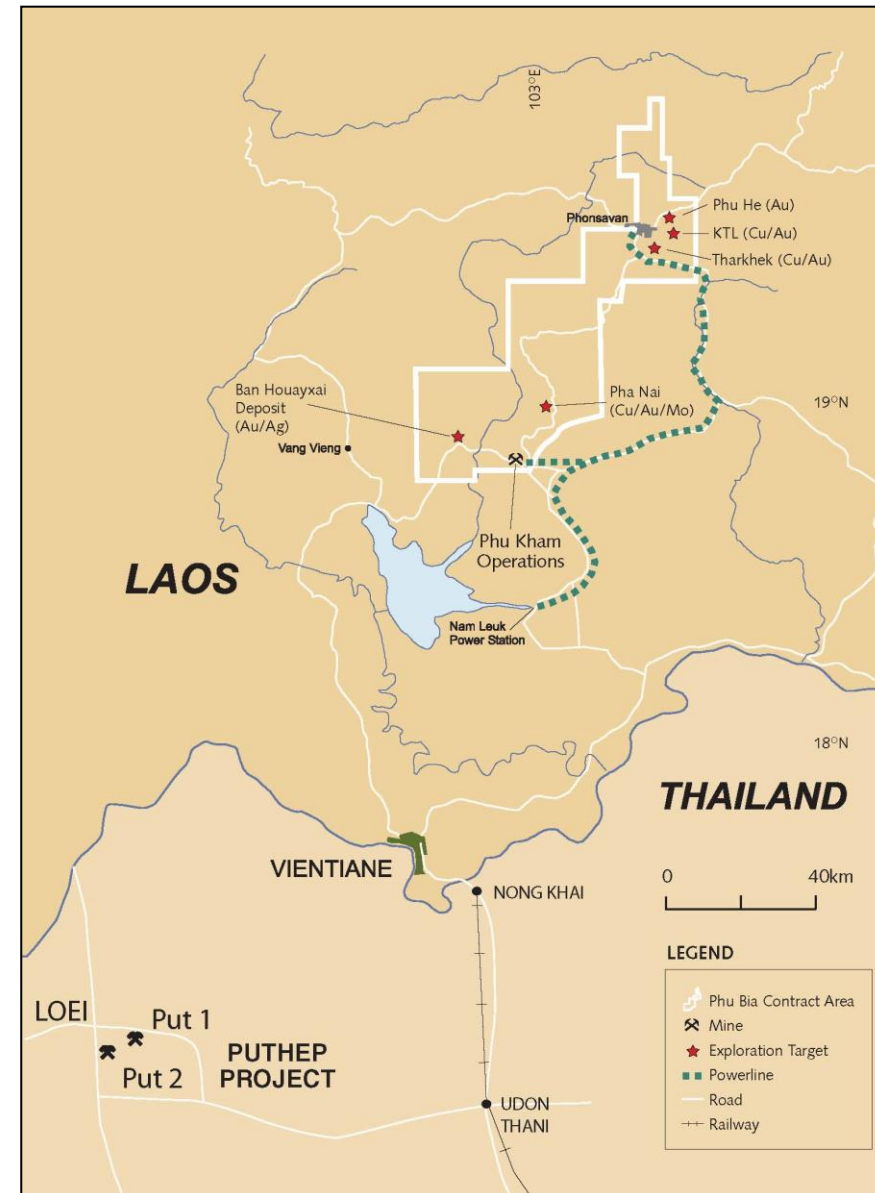 103°E
Phonsavan
Phu He (Au)
KTL (Cu/Au)
Tharkhek (Cu/Au)
Ban Houayxai
Deposit
(Au/Ag)
Pha Nai
(Cu/Au/Mo)
19°N
Vang Vieng
Phu Kham
Operations
LAOS
Nam Leuk
Power Station
18°N
THAILAND
VIENTIANE
NONG KHAI
0 40km
LEGEND
Phu Bia Contract Area
Mine
Exploration Target
Powerline
Road
Railway
LOEI
Put 1
Put 2
PUTHEP
PROJECT
UDON
THANI